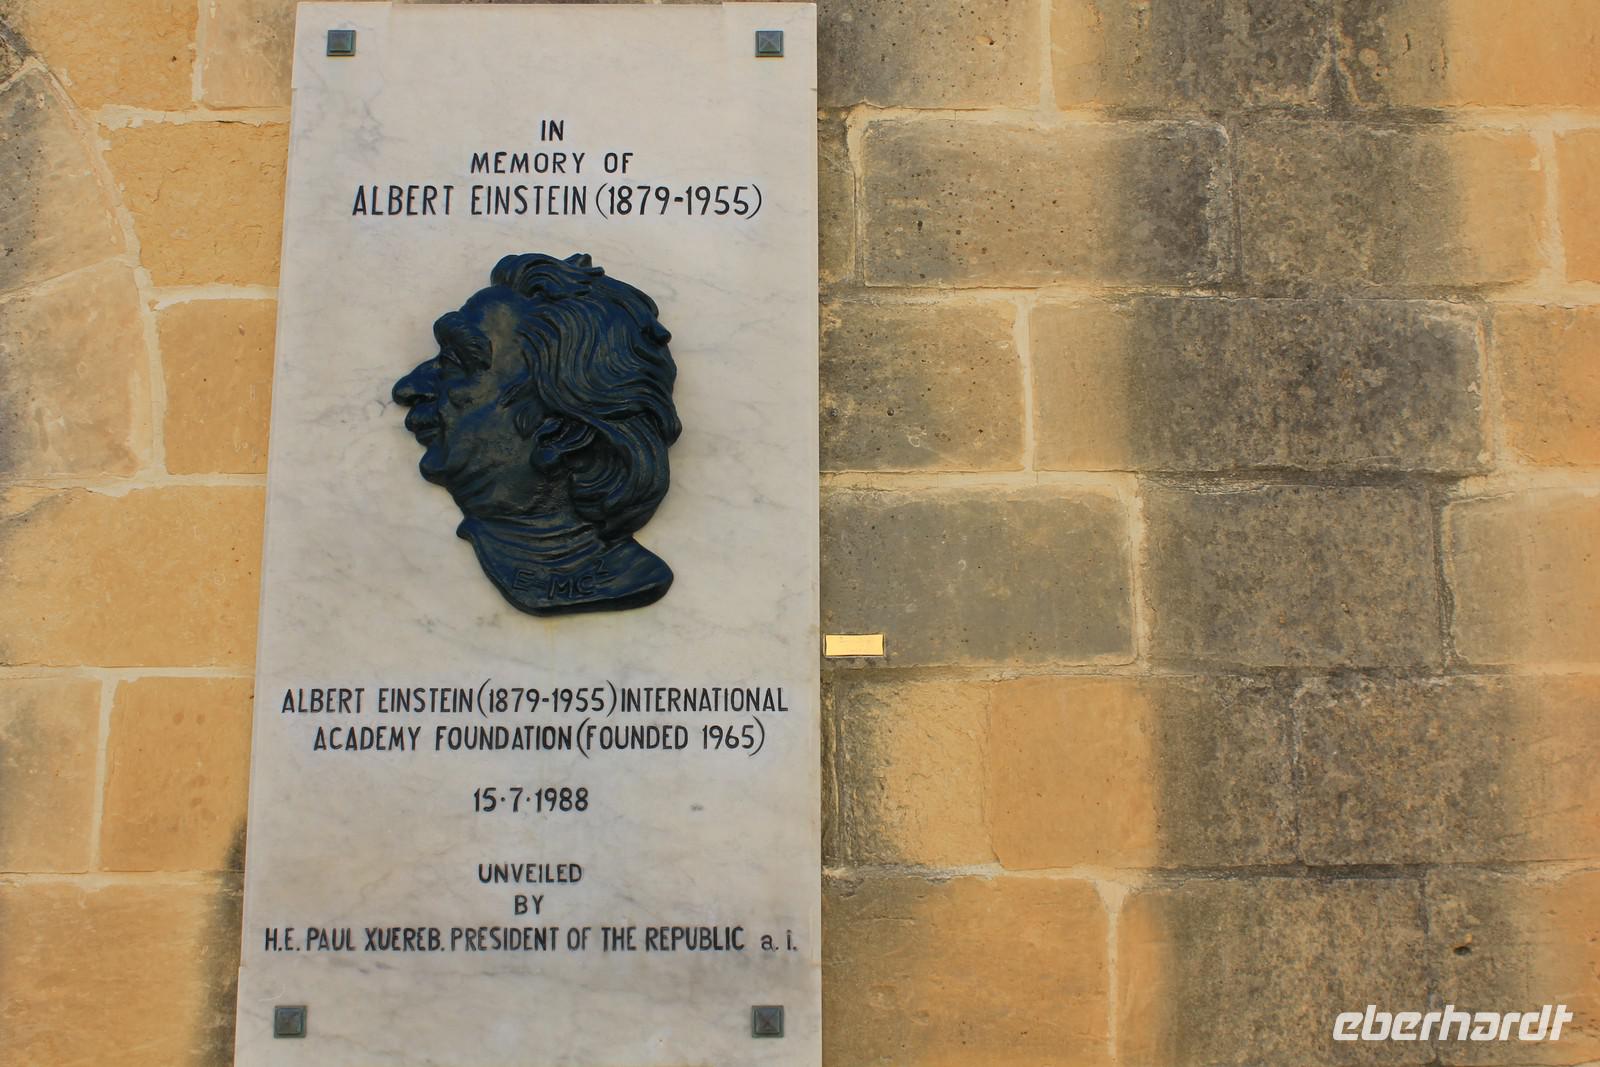 IN
MEMORY OF
ALBERT EINSTEIN (1879-1955)
E=MC²
ALBERT EINSTEIN (1879-1955) INTERNATIONAL
ACADEMY FOUNDATION (FOUNDED 1965)
15·7·1988
UNVEILED
BY
H.E. PAUL XUEREB. PRESIDENT OF THE REPUBLIC a.i.
eberhardt